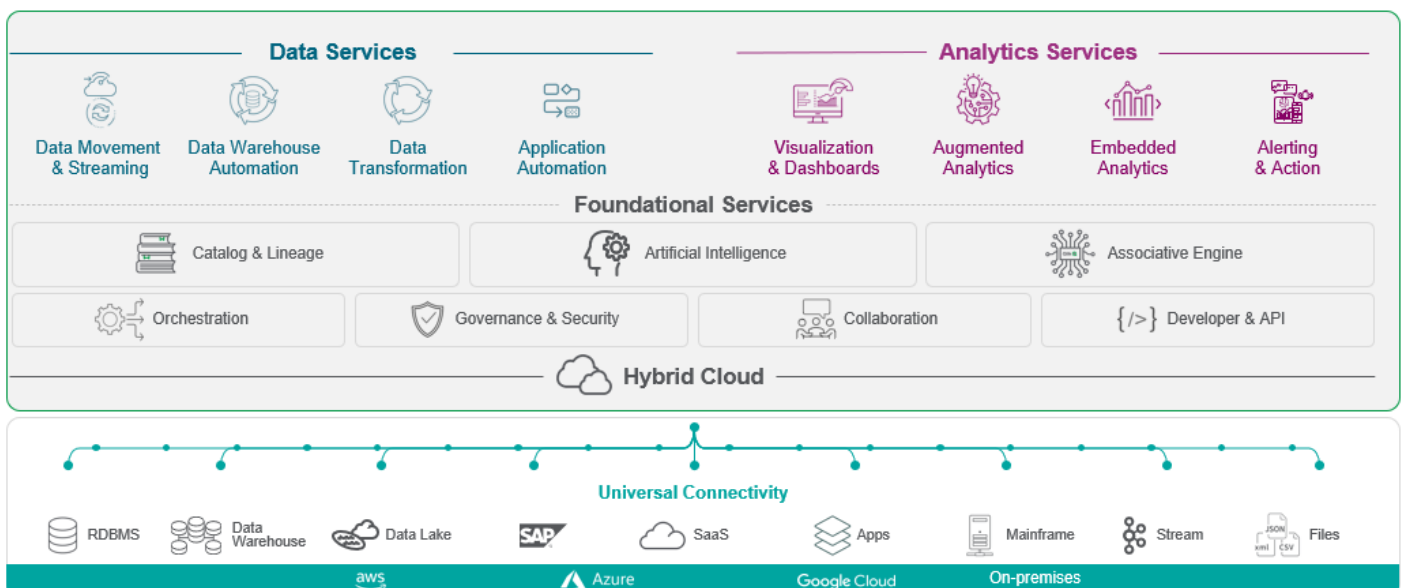 Data Services
Analytics Services
Data Movement
& Streaming
Data Warehouse
Automation
Data
Transformation
Application
Automation
Visualization
& Dashboards
Augmented
Analytics
Embedded
Analytics
Alerting
& Action
Foundational Services
Catalog & Lineage
Artificial Intelligence
Associative Engine
Orchestration
Governance & Security
Collaboration
{/>} Developer & API
Hybrid Cloud
Universal Connectivity
RDBMS
Data
Warehouse
Data Lake
SAP
SaaS
Apps
Mainframe
Stream
JSON
xml
CSV
Files
aws
Azure
Google Cloud
On-premises